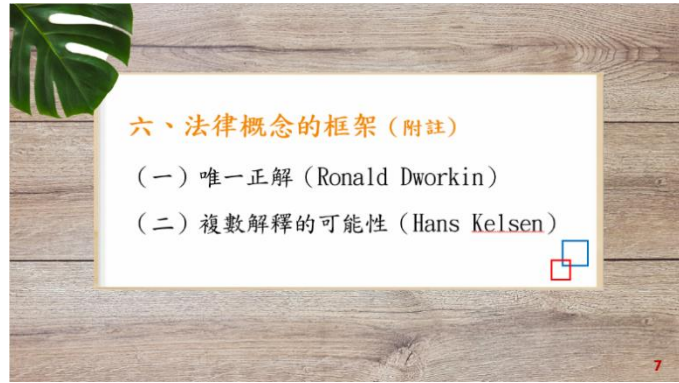 六、法律概念的框架(附註)
(一)唯一正解(Ronald Dworkin)
(二)複數解釋的可能性(Hans Kelsen)
7